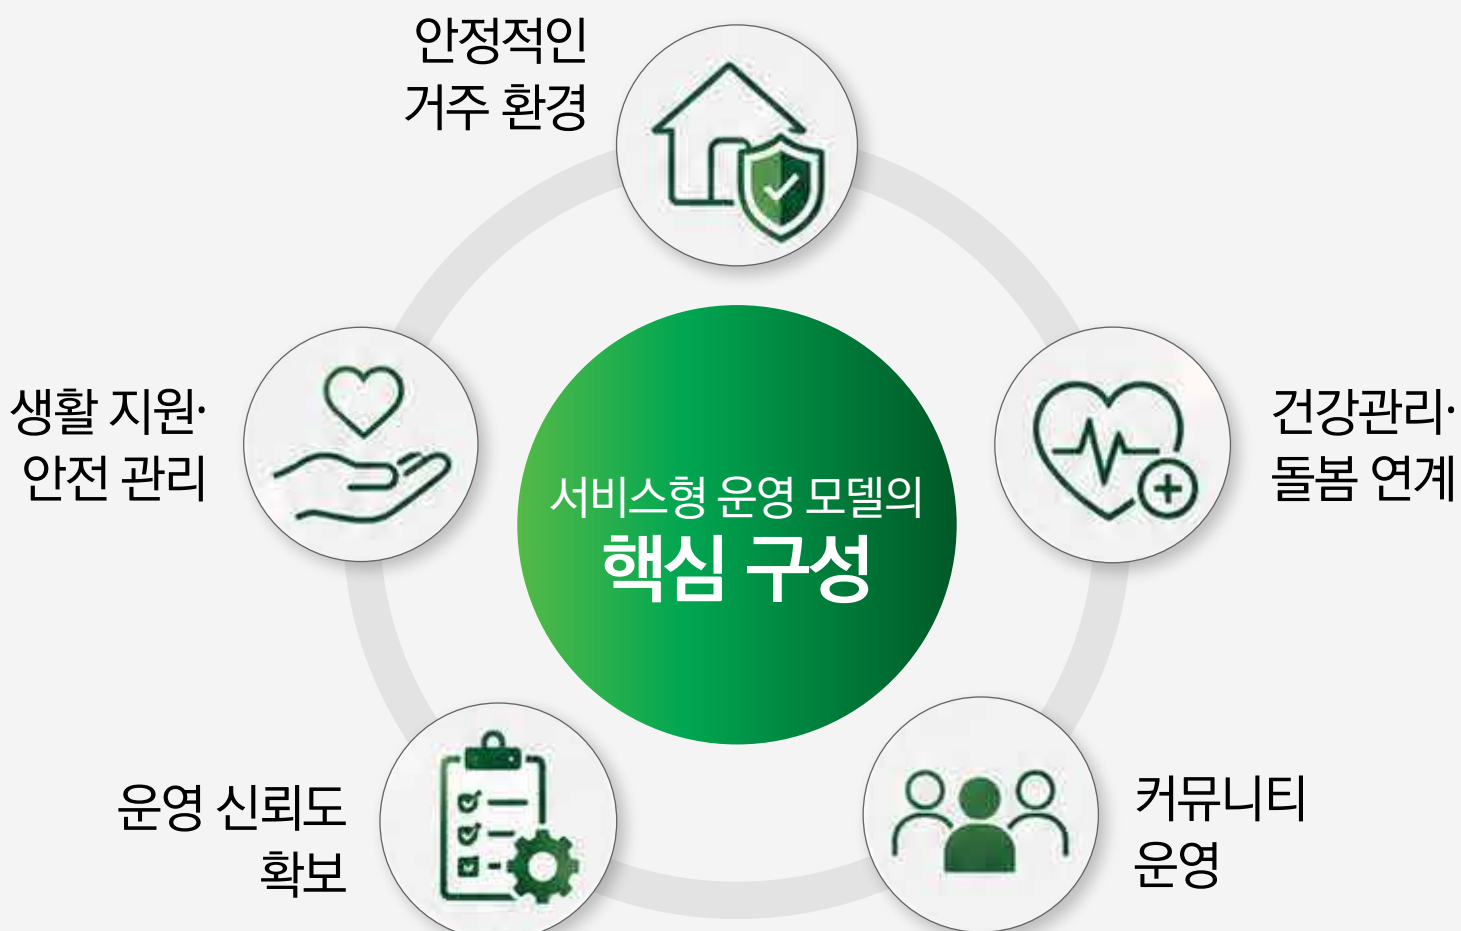 안정적인
거주 환경
생활 지원·
안전 관리
건강관리·
돌봄 연계
서비스형 운영 모델의
핵심 구성
운영 신뢰도
확보
커뮤니티
운영